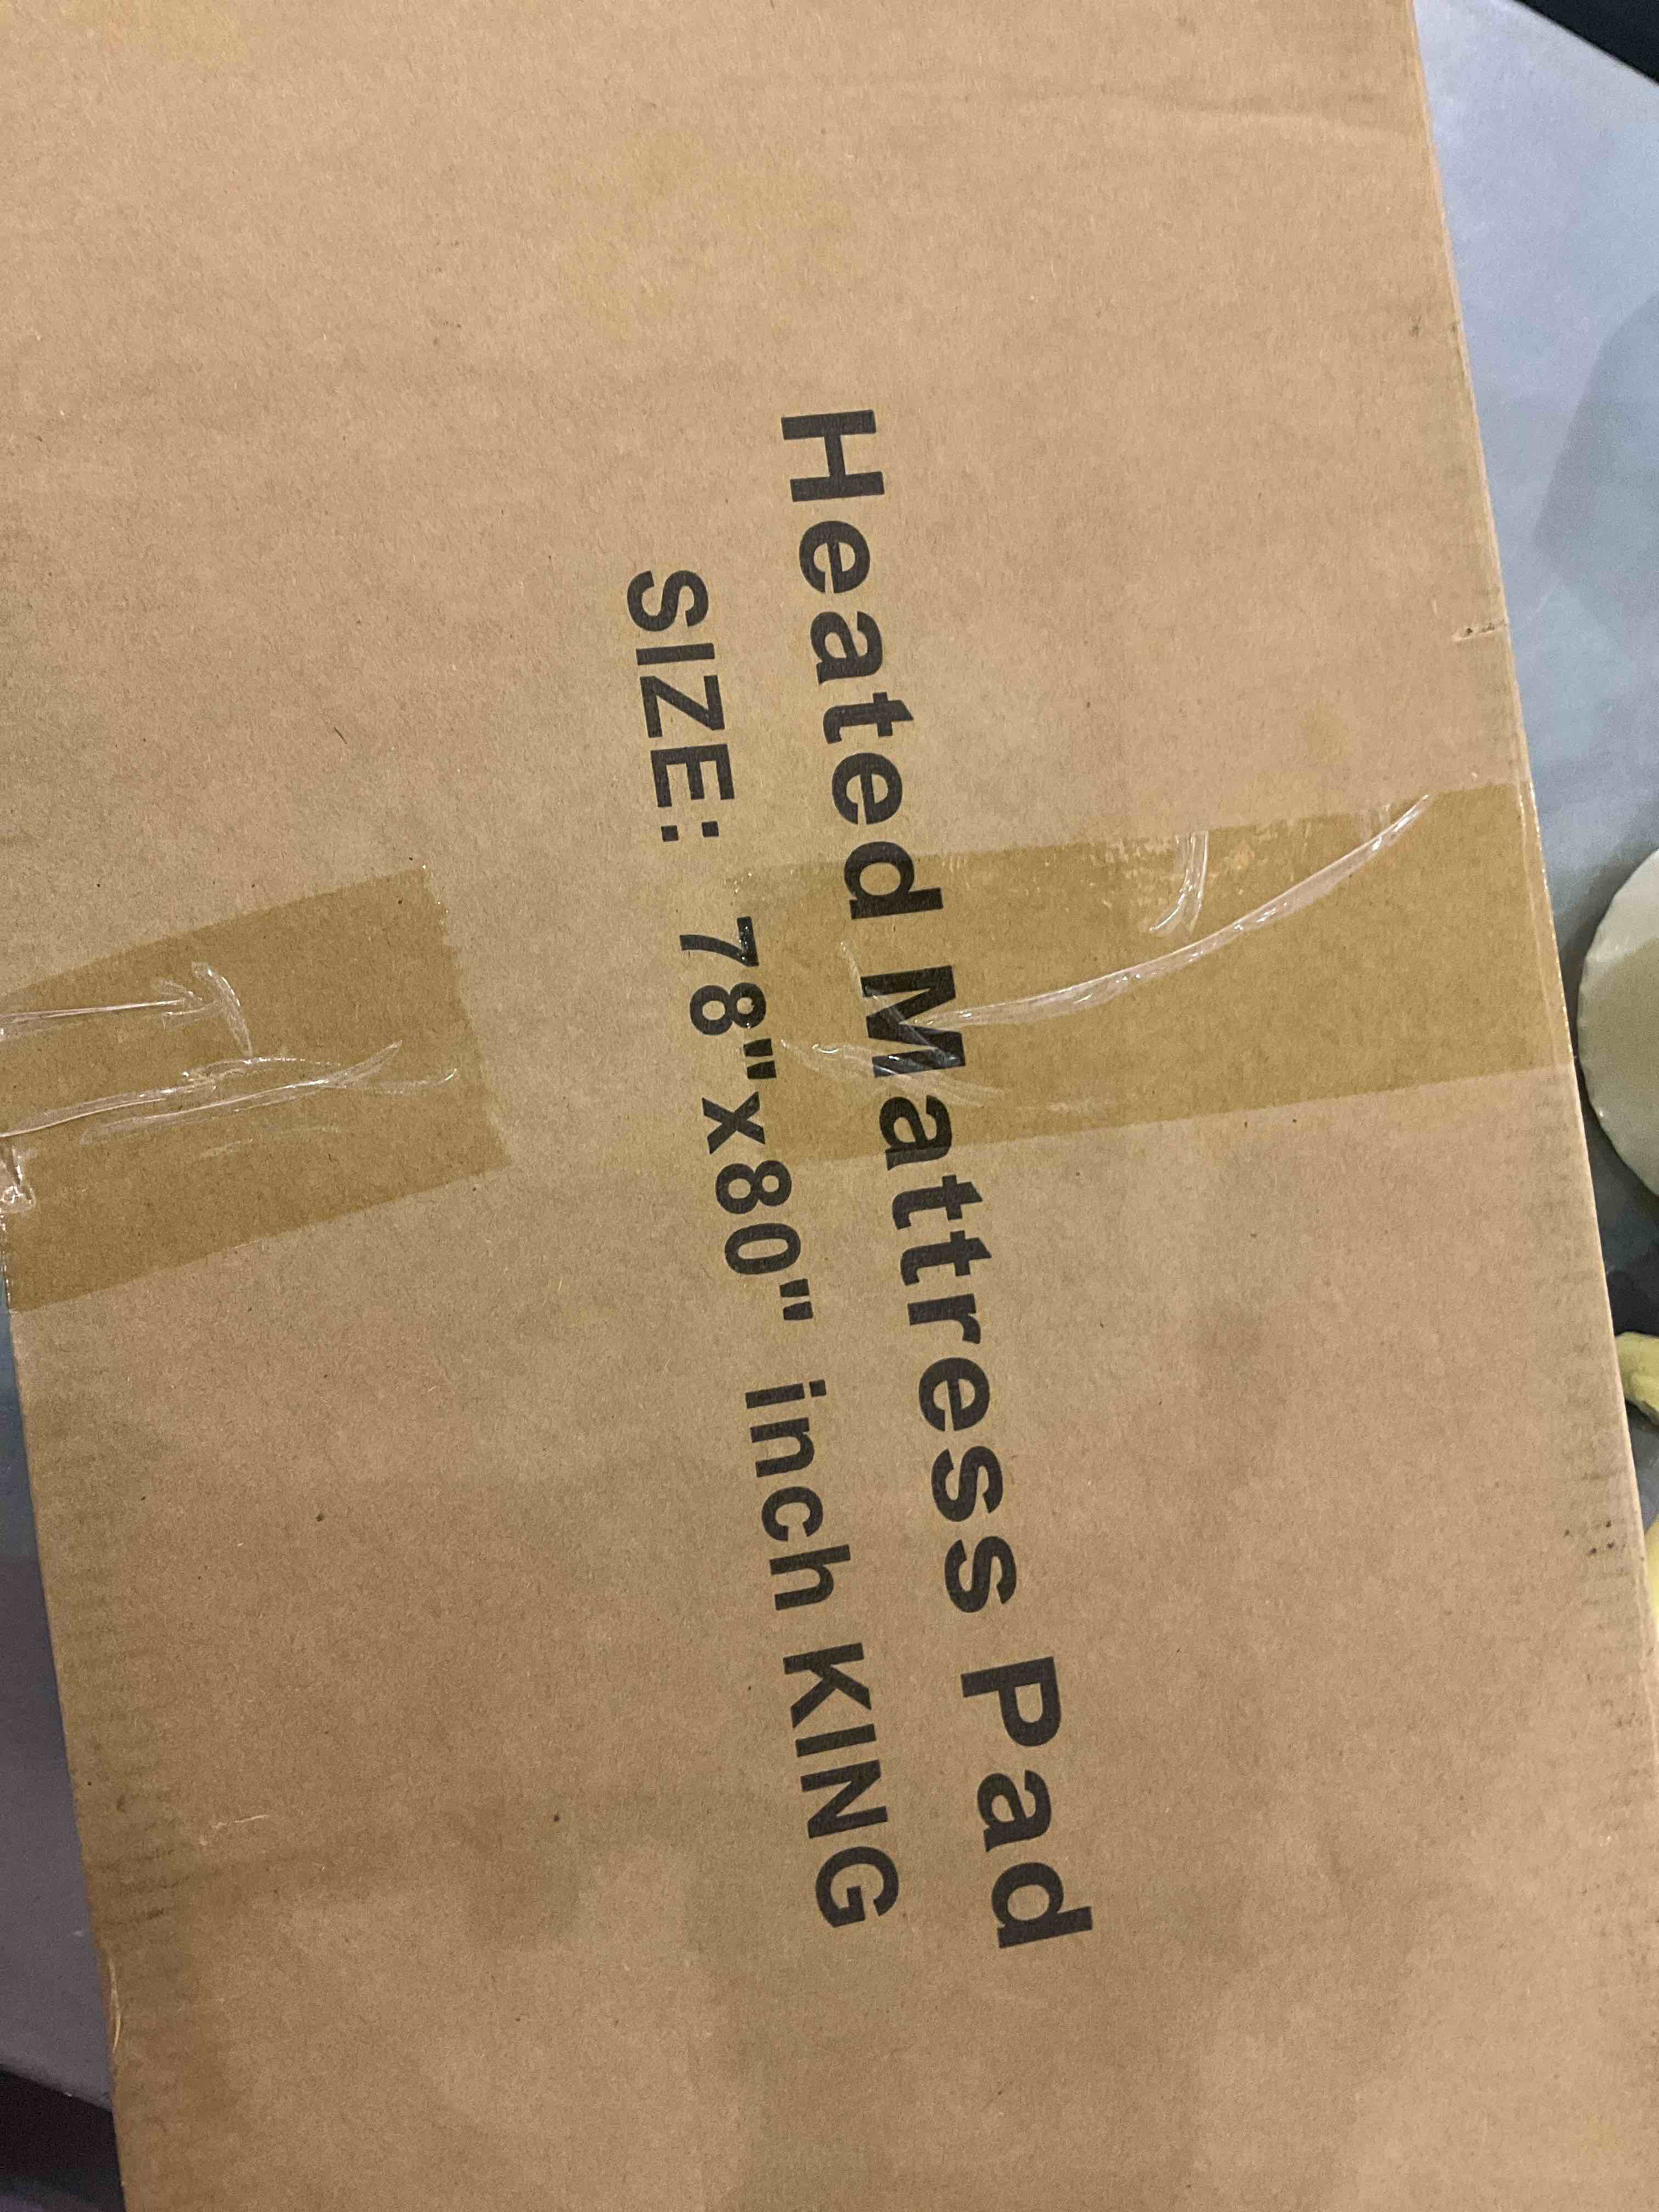 Heated Mattress Pad
SIZE: 78"x80" inch KING